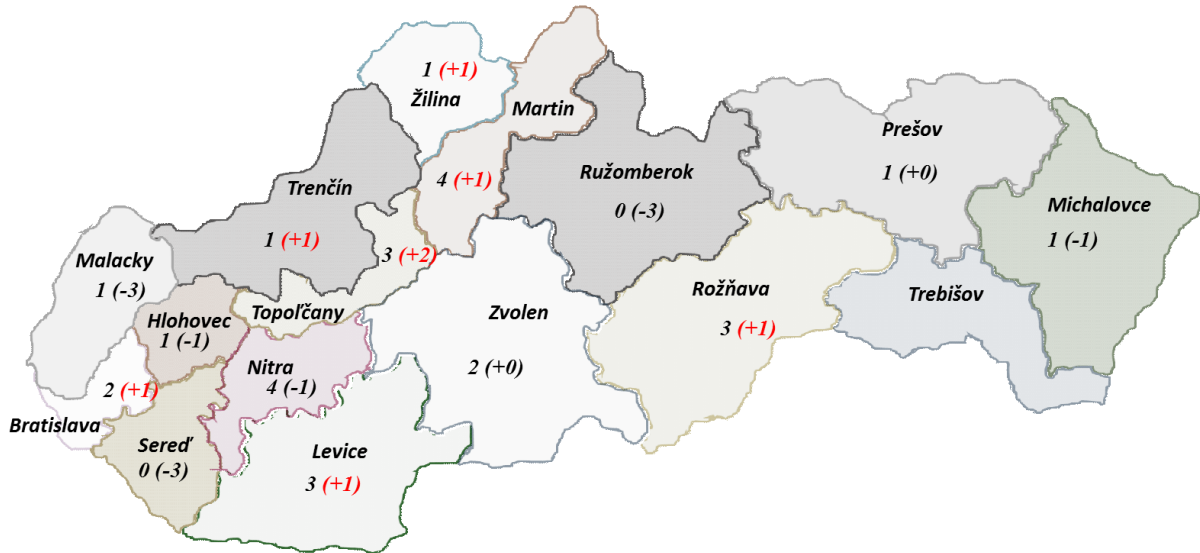 1 (+1)
Žilina
Martin
Prešov
1 (+0)
Ružomberok
0 (-3)
4 (+1)
Trenčín
1 (+1)
Michalovce
1 (-1)
3 (+2)
Malacky
1 (-3)
Rožňava
3 (+1)
Trebišov
Topoľčany
Zvolen
2 (+0)
Hlohovec
1 (-1)
Nitra
4 (-1)
2 (+1)
Bratislava
Sereď
0 (-3)
Levice
3 (+1)